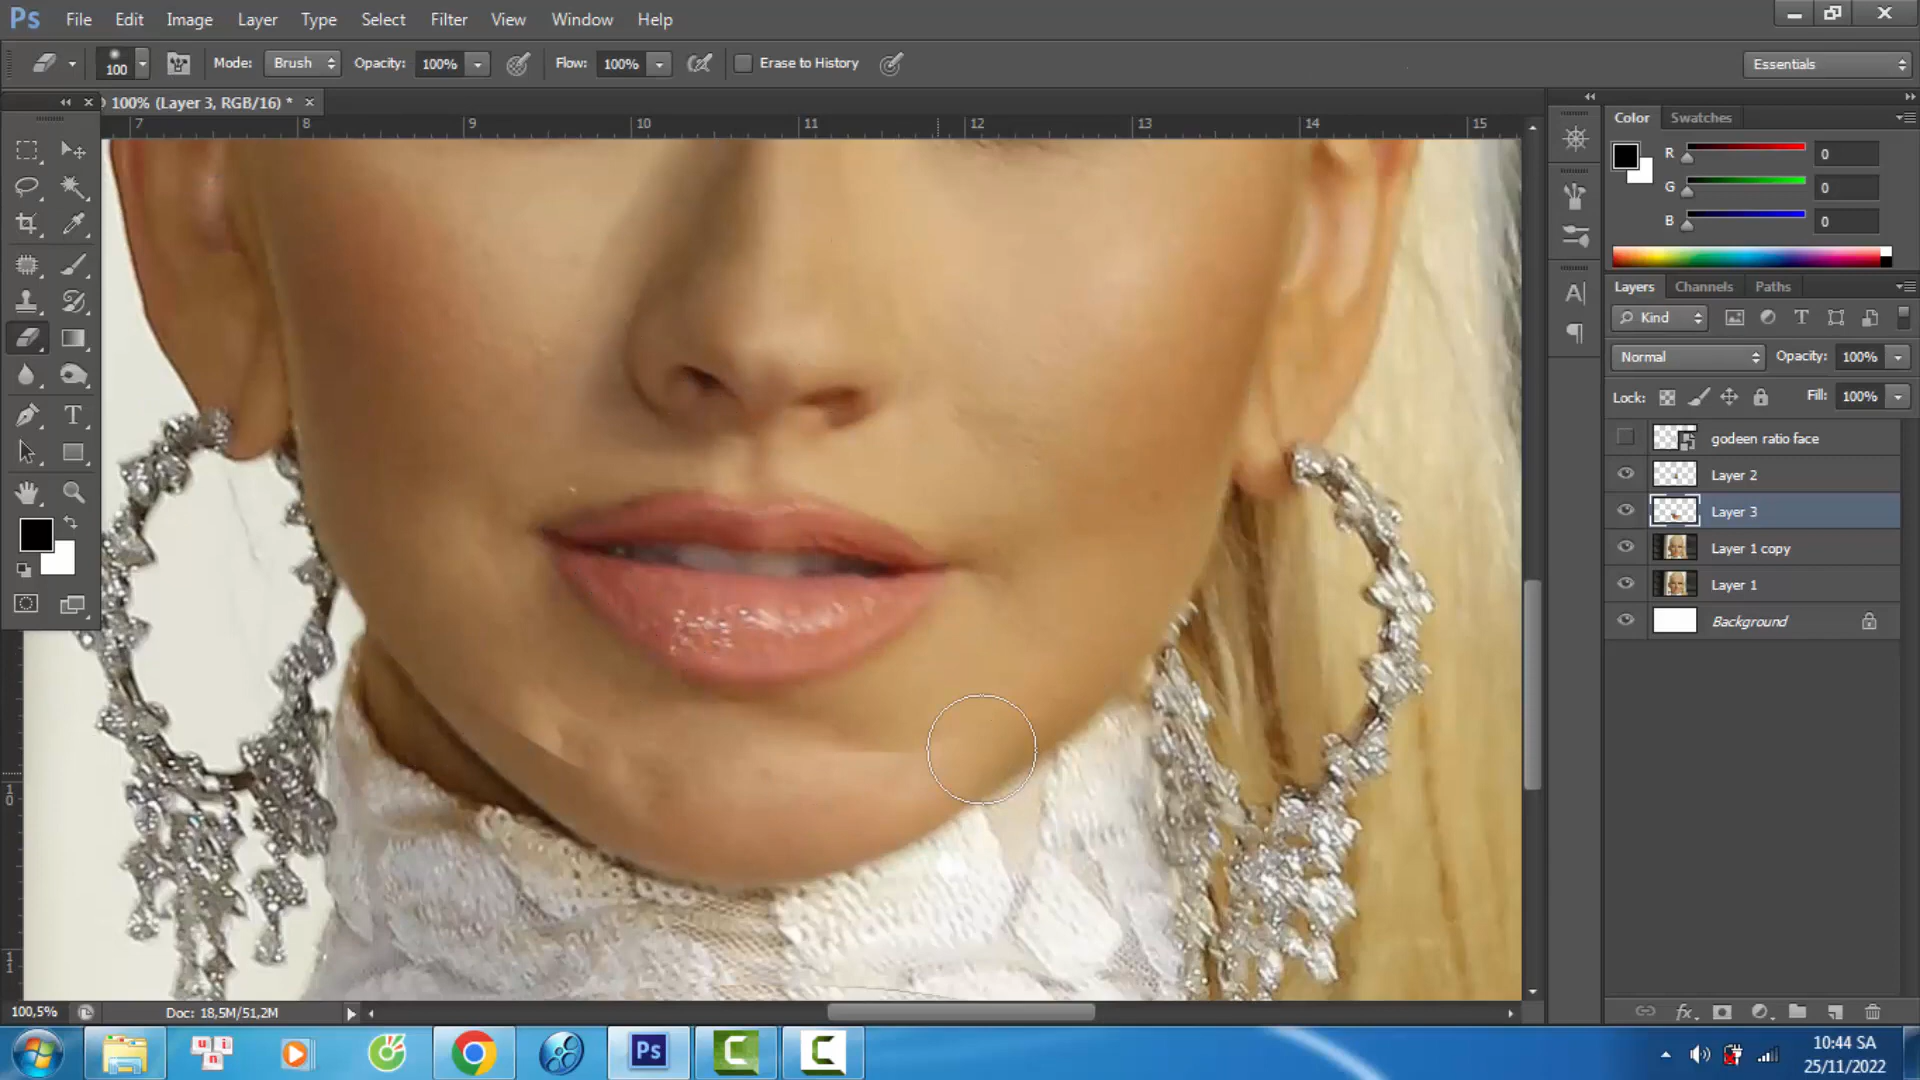 Ps File Edit Image Layer Type Select Filter View Window Help
100 Mode: Brush Opacity: 100% Flow: 100% Erase to History Essentials
100% (Layer 3, RGB/16) *
7 8 9 10 11 12 13 14 15
Color Swatches
R 0
G 0
B 0
Layers Channels Paths
Kind
Normal Opacity: 100%
Lock: Fill: 100%
godeen ratio face
Layer 2
Layer 3
Layer 1 copy
Layer 1
Background
10
11
100,5% Doc: 18,5M/51,2M
u n i n
Ps
10:44 SA
25/11/2022